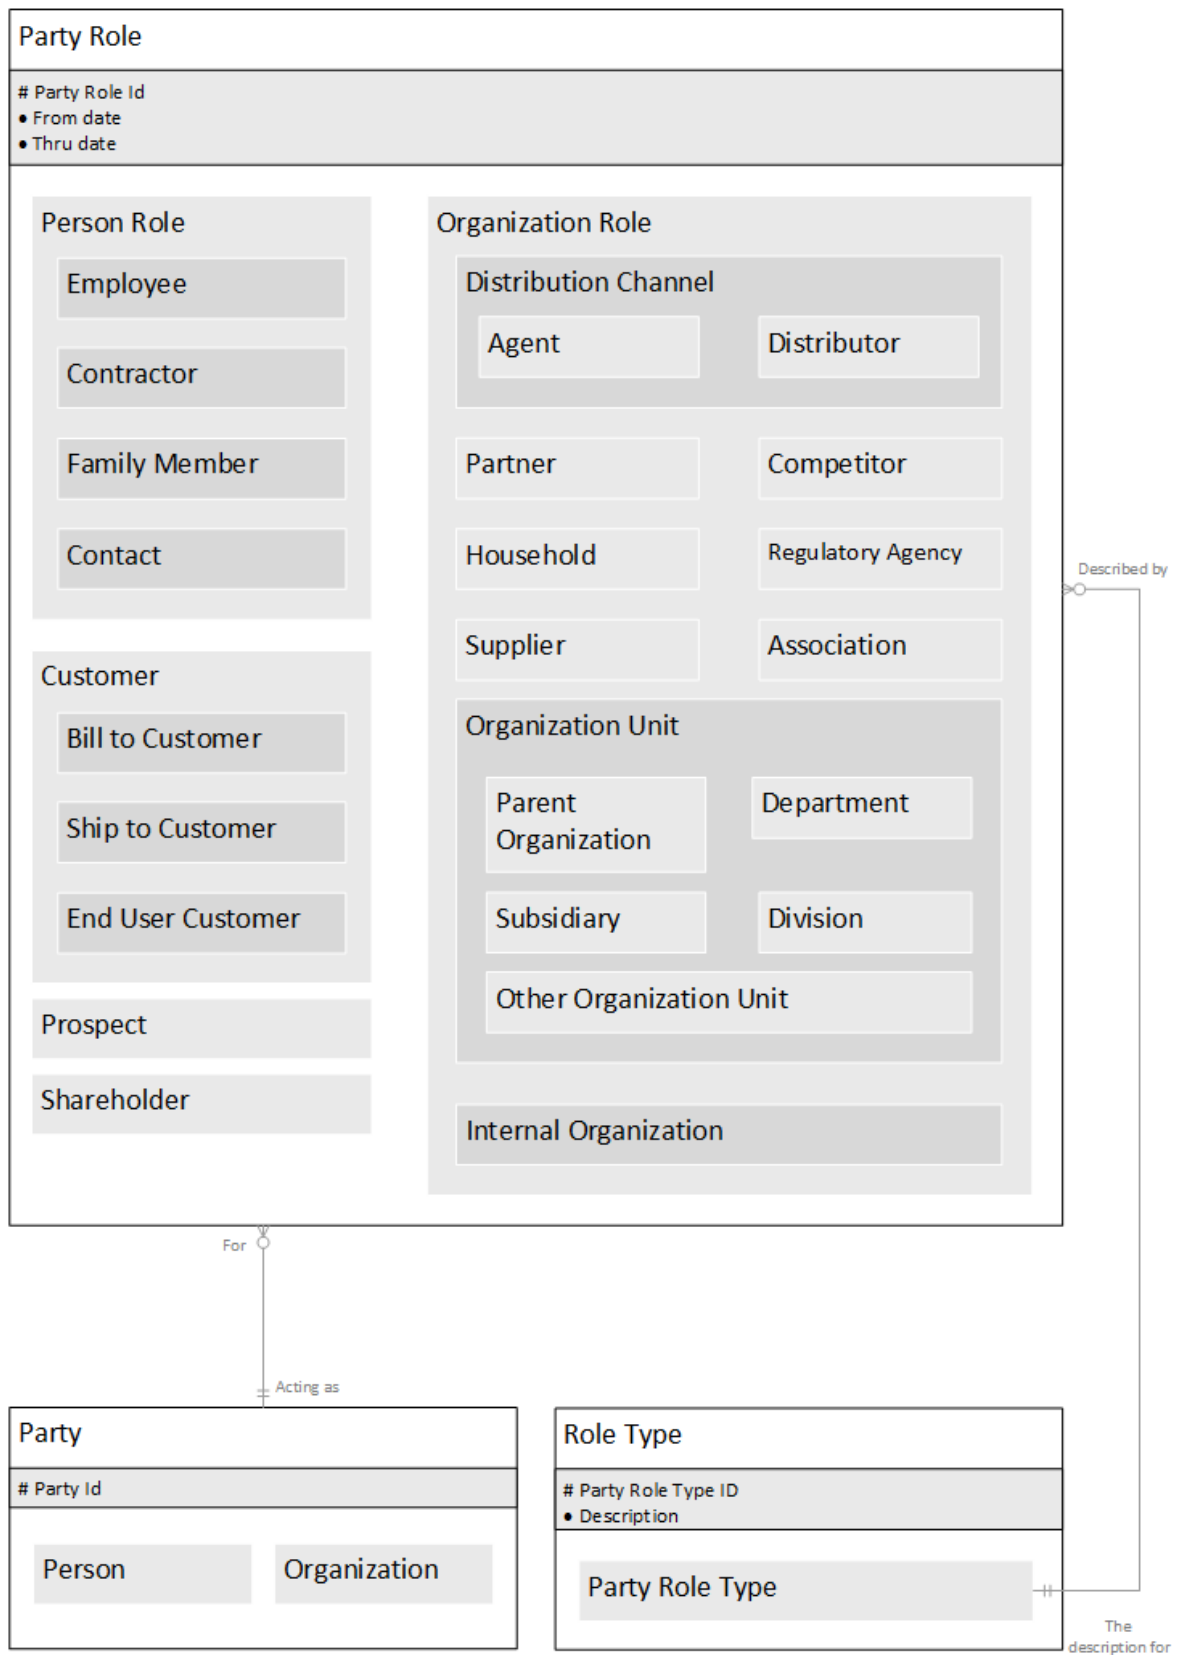 Party Role
# Party Role Id
● From date
● Thru date
Person Role
Employee
Contractor
Family Member
Contact
Customer
Bill to Customer
Ship to Customer
End User Customer
Prospect
Shareholder
Organization Role
Distribution Channel
Agent
Distributor
Partner
Competitor
Household
Regulatory Agency
Supplier
Association
Organization Unit
Parent
Organization
Department
Subsidiary
Division
Other Organization Unit
Internal Organization
Described by
For
Acting as
Party
# Party Id
Person
Organization
Role Type
# Party Role Type ID
● Description
Party Role Type
The
description for